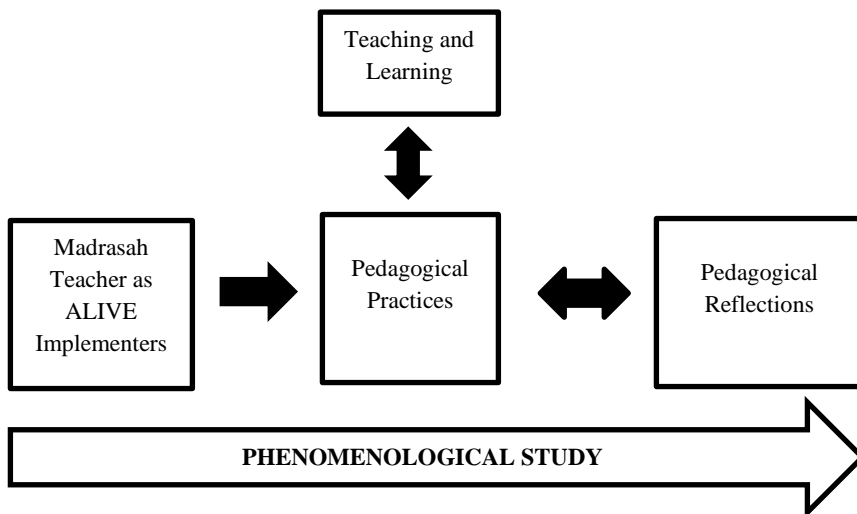 Teaching and
Learning
Madrasah
Teacher as
ALIVE
Implementers
Pedagogical
Practices
Pedagogical
Reflections
PHENOMENOLOGICAL STUDY